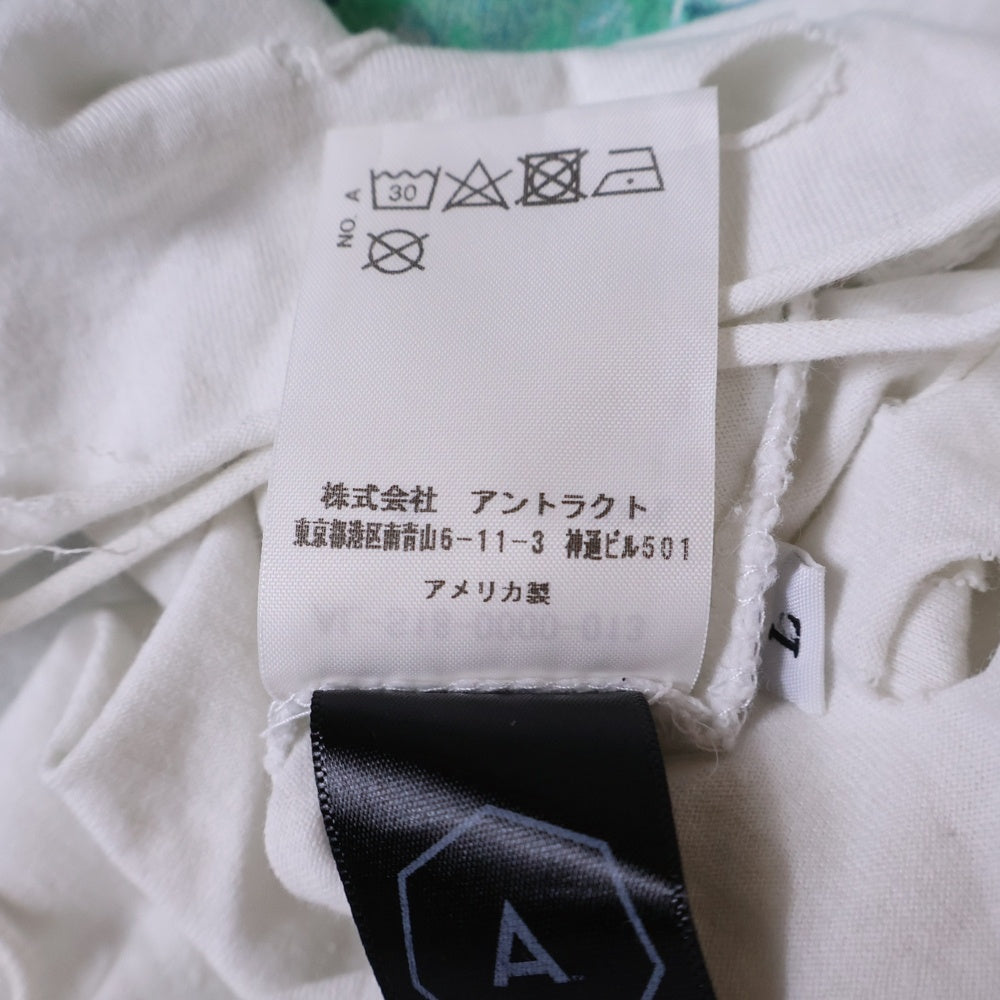 30
NO. A
株式会社 アントラクト
東京都港区南青山6-11-3 神通ビル501
アメリカ製
L
A